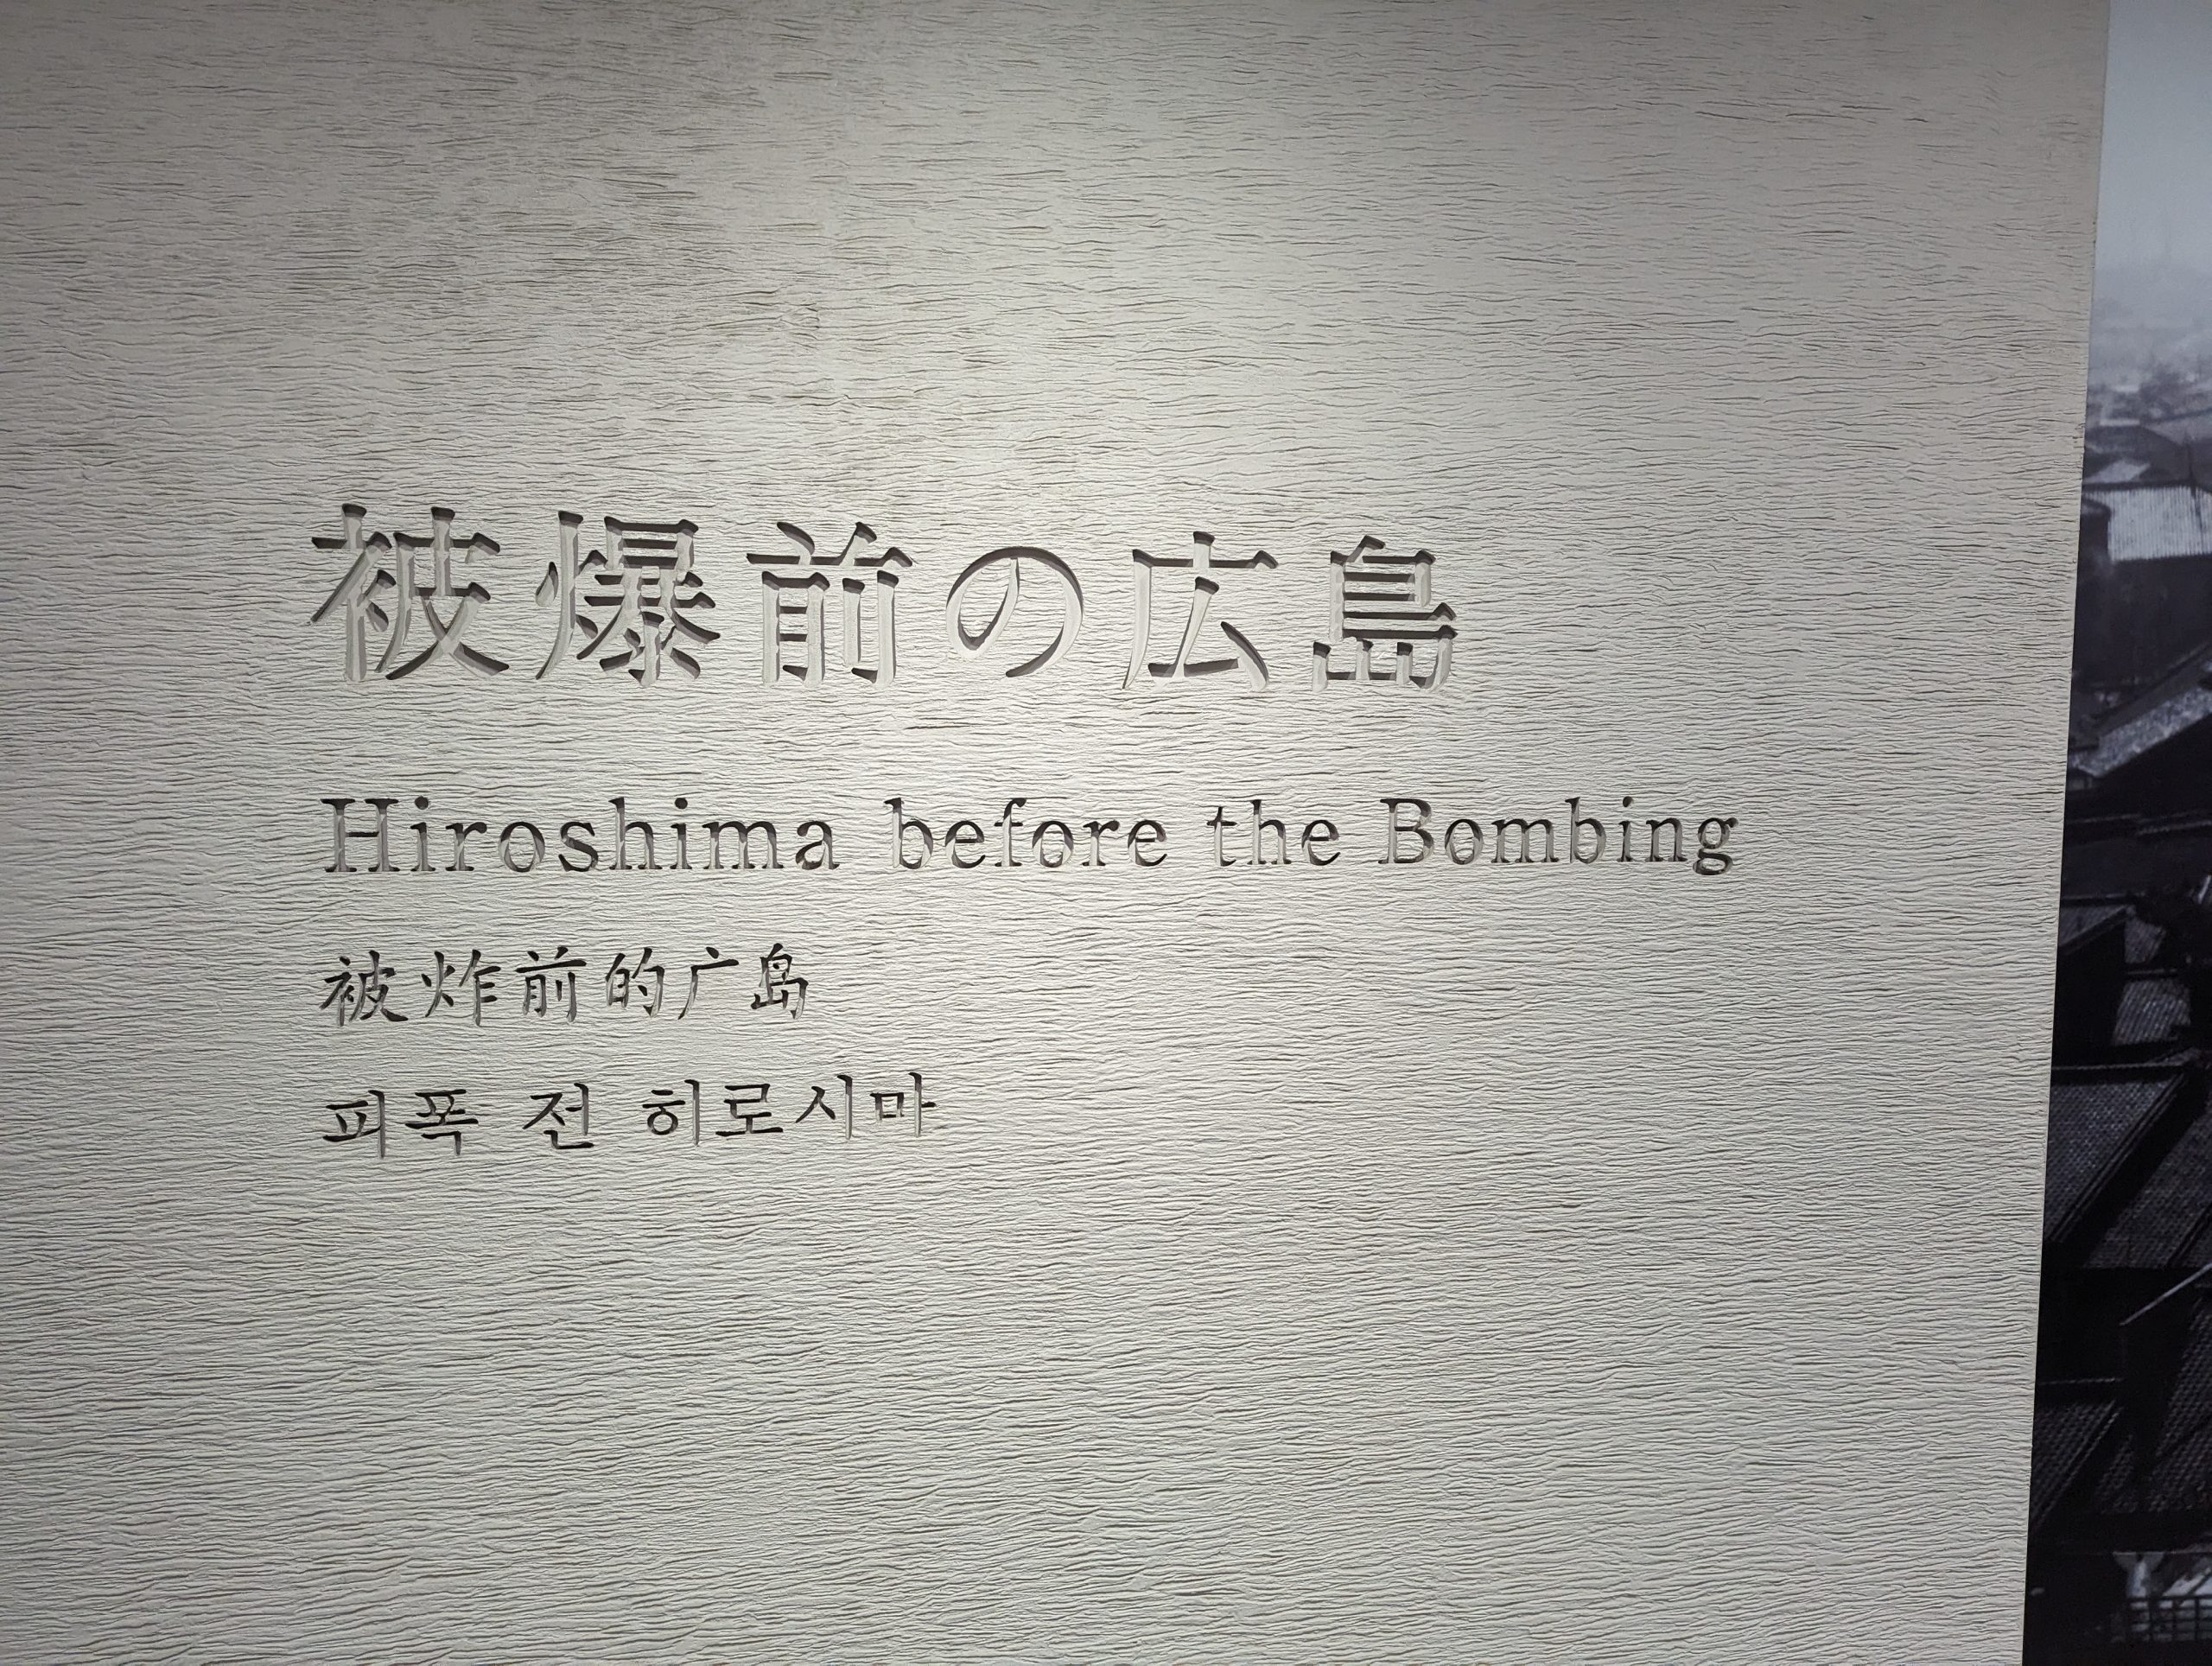 被爆前の広島
Hiroshima before the Bombing
被炸前的广岛
피폭 전 히로시마